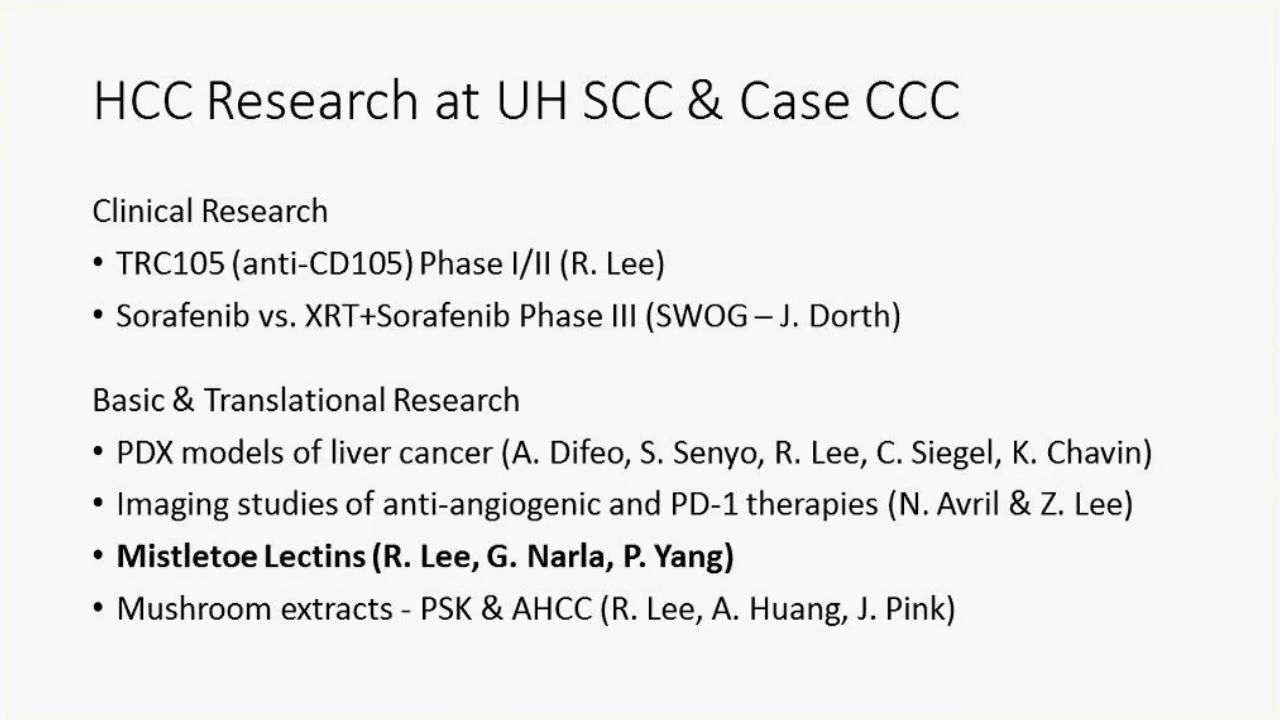 HCC Research at UH SCC & Case CCC
Clinical Research
• TRC105 (anti-CD105) Phase I/II (R. Lee)
• Sorafenib vs. XRT+Sorafenib Phase III (SWOG – J. Dorth)
Basic & Translational Research
• PDX models of liver cancer (A. Difeo, S. Senyo, R. Lee, C. Siegel, K. Chavin)
• Imaging studies of anti-angiogenic and PD-1 therapies (N. Avril & Z. Lee)
• Mistletoe Lectins (R. Lee, G. Narla, P. Yang)
• Mushroom extracts - PSK & AHCC (R. Lee, A. Huang, J. Pink)